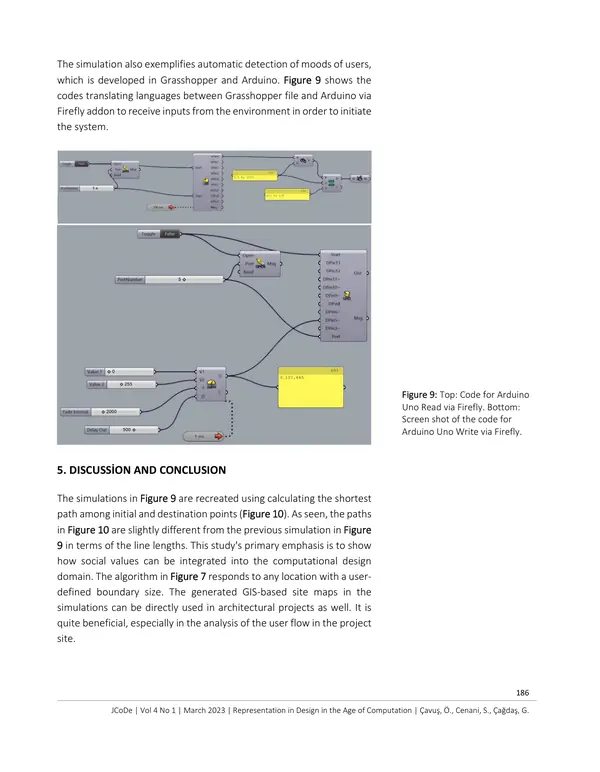 The simulation also exemplifies automatic detection of moods of users,
which is developed in Grasshopper and Arduino. Figure 9 shows the
codes translating languages between Grasshopper file and Arduino via
Firefly addon to receive inputs from the environment in order to initiate
the system.
Toggle False
Open
Port Msg
Reset
PortNumber 5
Start
Out
Msg
Port
Value 1 0
Value 2 255
Fade Interval 2000
Delay Out 500
V1
Figure 9: Top: Code for Arduino
Uno Read via Firefly. Bottom:
Screen shot of the code for
Arduino Uno Write via Firefly.
5. DISCUSSİON AND CONCLUSION
The simulations in Figure 9 are recreated using calculating the shortest
path among initial and destination points (Figure 10). As seen, the paths
in Figure 10 are slightly different from the previous simulation in Figure
9 in terms of the line lengths. This study's primary emphasis is to show
how social values can be integrated into the computational design
domain. The algorithm in Figure 7 responds to any location with a user-
defined boundary size. The generated GIS-based site maps in the
simulations can be directly used in architectural projects as well. It is
quite beneficial, especially in the analysis of the user flow in the project
site.
186
JCoDe | Vol 4 No 1 | March 2023 | Representation in Design in the Age of Computation | Çavuş, Ö., Cenani, S., Çağdaş, G.